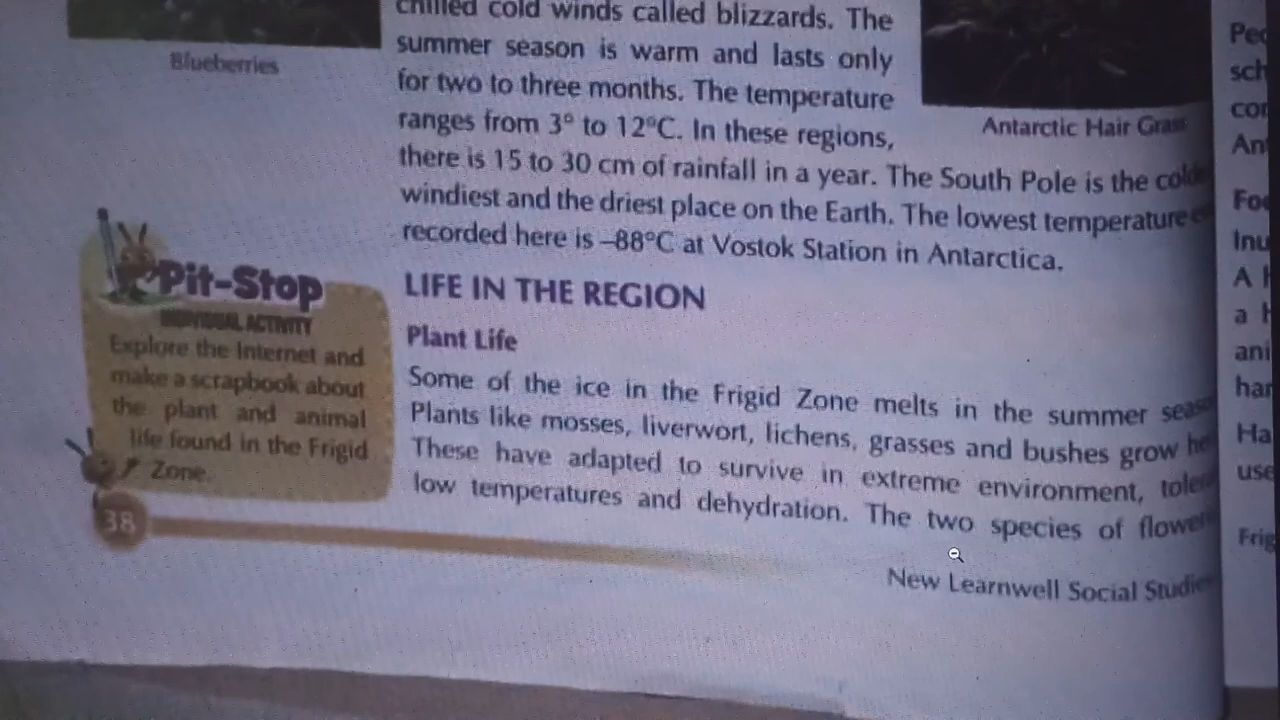 Blueberries
chilled cold winds called blizzards. The
summer season is warm and lasts only
for two to three months. The temperature
ranges from 3° to 12°C. In these regions,
there is 15 to 30 cm of rainfall in a year. The South Pole is the
windiest and the driest place on the Earth. The lowest temperature
recorded here is –88°C at Vostok Station in Antarctica.
Antarctic Hair Grass
LIFE IN THE REGION
Plant Life
Some of the ice in the Frigid Zone melts in the summer
Plants like mosses, liverwort, lichens, grasses and bushes grow
These have adapted to survive in extreme environment,
low temperatures and dehydration. The two species of
Pit-Stop
INDIVIDUAL ACTIVITY
Explore the Internet and
make a scrapbook about
the plant and animal
life found in the Frigid
Zone.
38
New Learnwell Social Studies